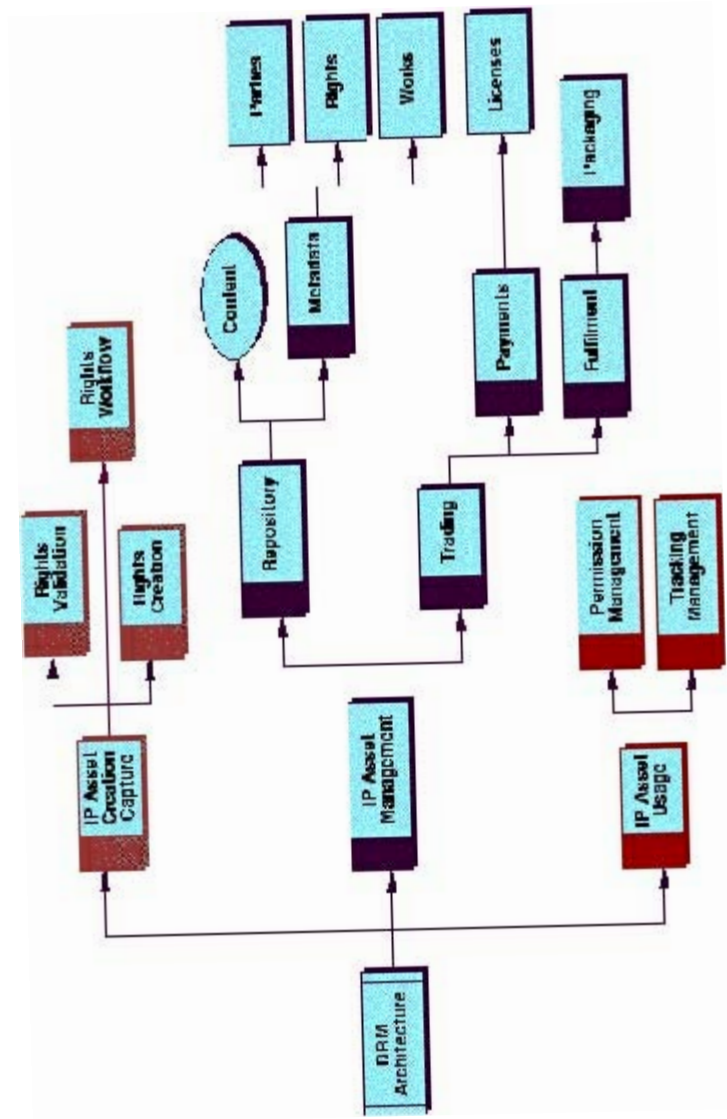 DRM
Architecture
IP Asset
Creation
Capture
IP Asset
Management
IP Asset
Usage
Rights
Validation
Rights
Creation
Rights
Workflow
Repository
Trading
Permission
Management
Tracking
Management
Content
Metadata
Payments
Fulfilment
Parties
Rights
Works
Licenses
Packaging